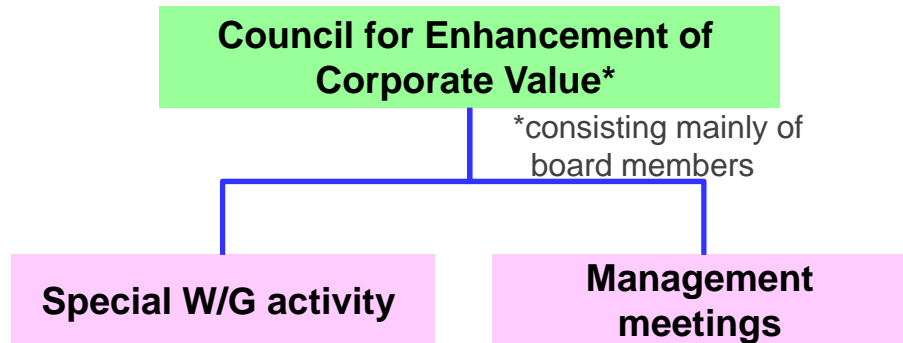 Council for Enhancement of
Corporate Value*
*consisting mainly of
board members
Special W/G activity
Management
meetings